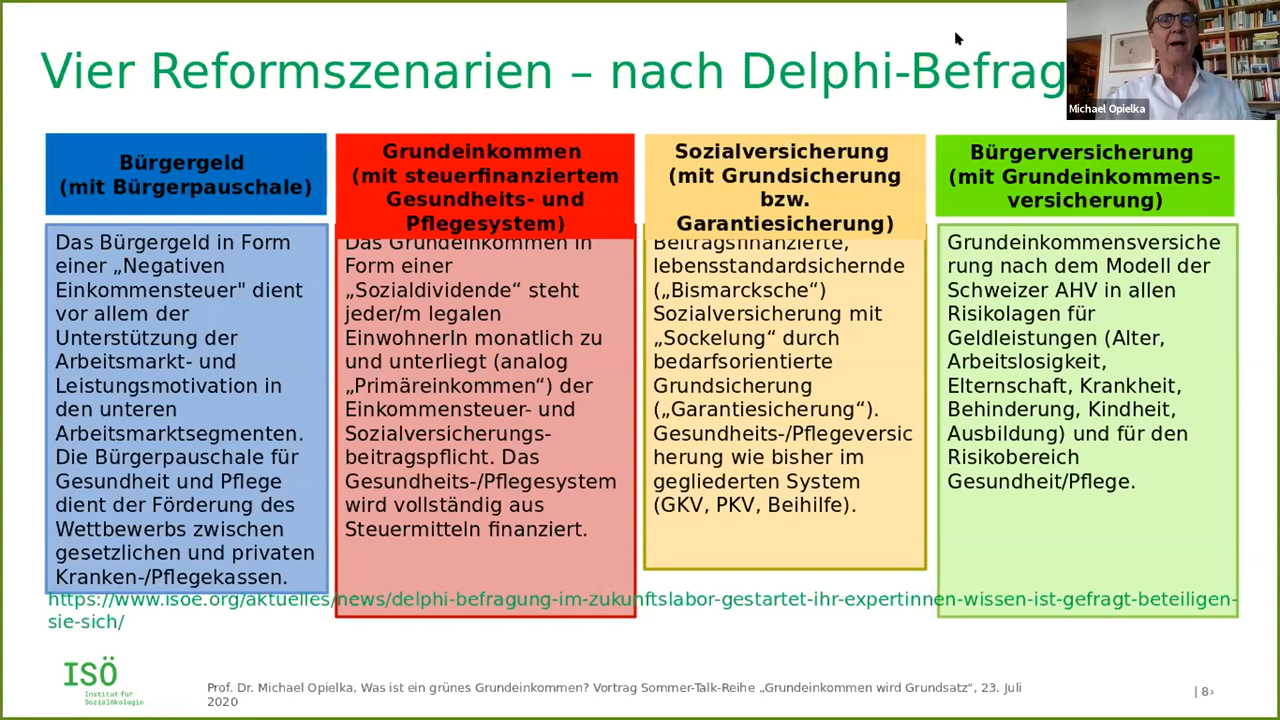 Vier Reformszenarien – nach Delphi-Befrag
Michael Opielka
Bürgergeld
(mit Bürgerpauschale)
Das Bürgergeld in Form
einer „Negativen
Einkommensteuer" dient
vor allem der
Unterstützung der
Arbeitsmarkt- und
Leistungsmotivation in
den unteren
Arbeitsmarktsegmenten.
Die Bürgerpauschale für
Gesundheit und Pflege
dient der Förderung des
Wettbewerbs zwischen
gesetzlichen und privaten
Kranken-/Pflegekassen.
Grundeinkommen
(mit steuerfinanziertem
Gesundheits- und
Pflegesystem)
Das Grundeinkommen in
Form einer
„Sozialdividende“ steht
jeder/m legalen
EinwohnerIn monatlich zu
und unterliegt (analog
„Primäreinkommen“) der
Einkommensteuer- und
Sozialversicherungs-
beitragspflicht. Das
Gesundheits-/Pflegesystem
wird vollständig aus
Steuermitteln finanziert.
Sozialversicherung
(mit Grundsicherung
bzw.
Garantiesicherung)
Beitragsfinanzierte,
lebensstandardsichernde
(„Bismarcksche“)
Sozialversicherung mit
„Sockelung“ durch
bedarfsorientierte
Grundsicherung
(„Garantiesicherung“).
Gesundheits-/Pflegeversic
herung wie bisher im
gegliederten System
(GKV, PKV, Beihilfe).
Bürgerversicherung
(mit Grundeinkommens-
versicherung)
Grundeinkommensversiche
rung nach dem Modell der
Schweizer AHV in allen
Risikolagen für
Geldleistungen (Alter,
Arbeitslosigkeit,
Elternschaft, Krankheit,
Behinderung, Kindheit,
Ausbildung) und für den
Risikobereich
Gesundheit/Pflege.
https://www.isoe.org/aktuelles/news/delphi-befragung-im-zukunftslabor-gestartet-ihr-expertinnen-wissen-ist-gefragt-beteiligen-
sie-sich/
ISÖ
Institut für
Sozialökologie
Prof. Dr. Michael Opielka, Was ist ein grünes Grundeinkommen? Vortrag Sommer-Talk-Reihe „Grundeinkommen wird Grundsatz“, 23. Juli
2020
| 8›